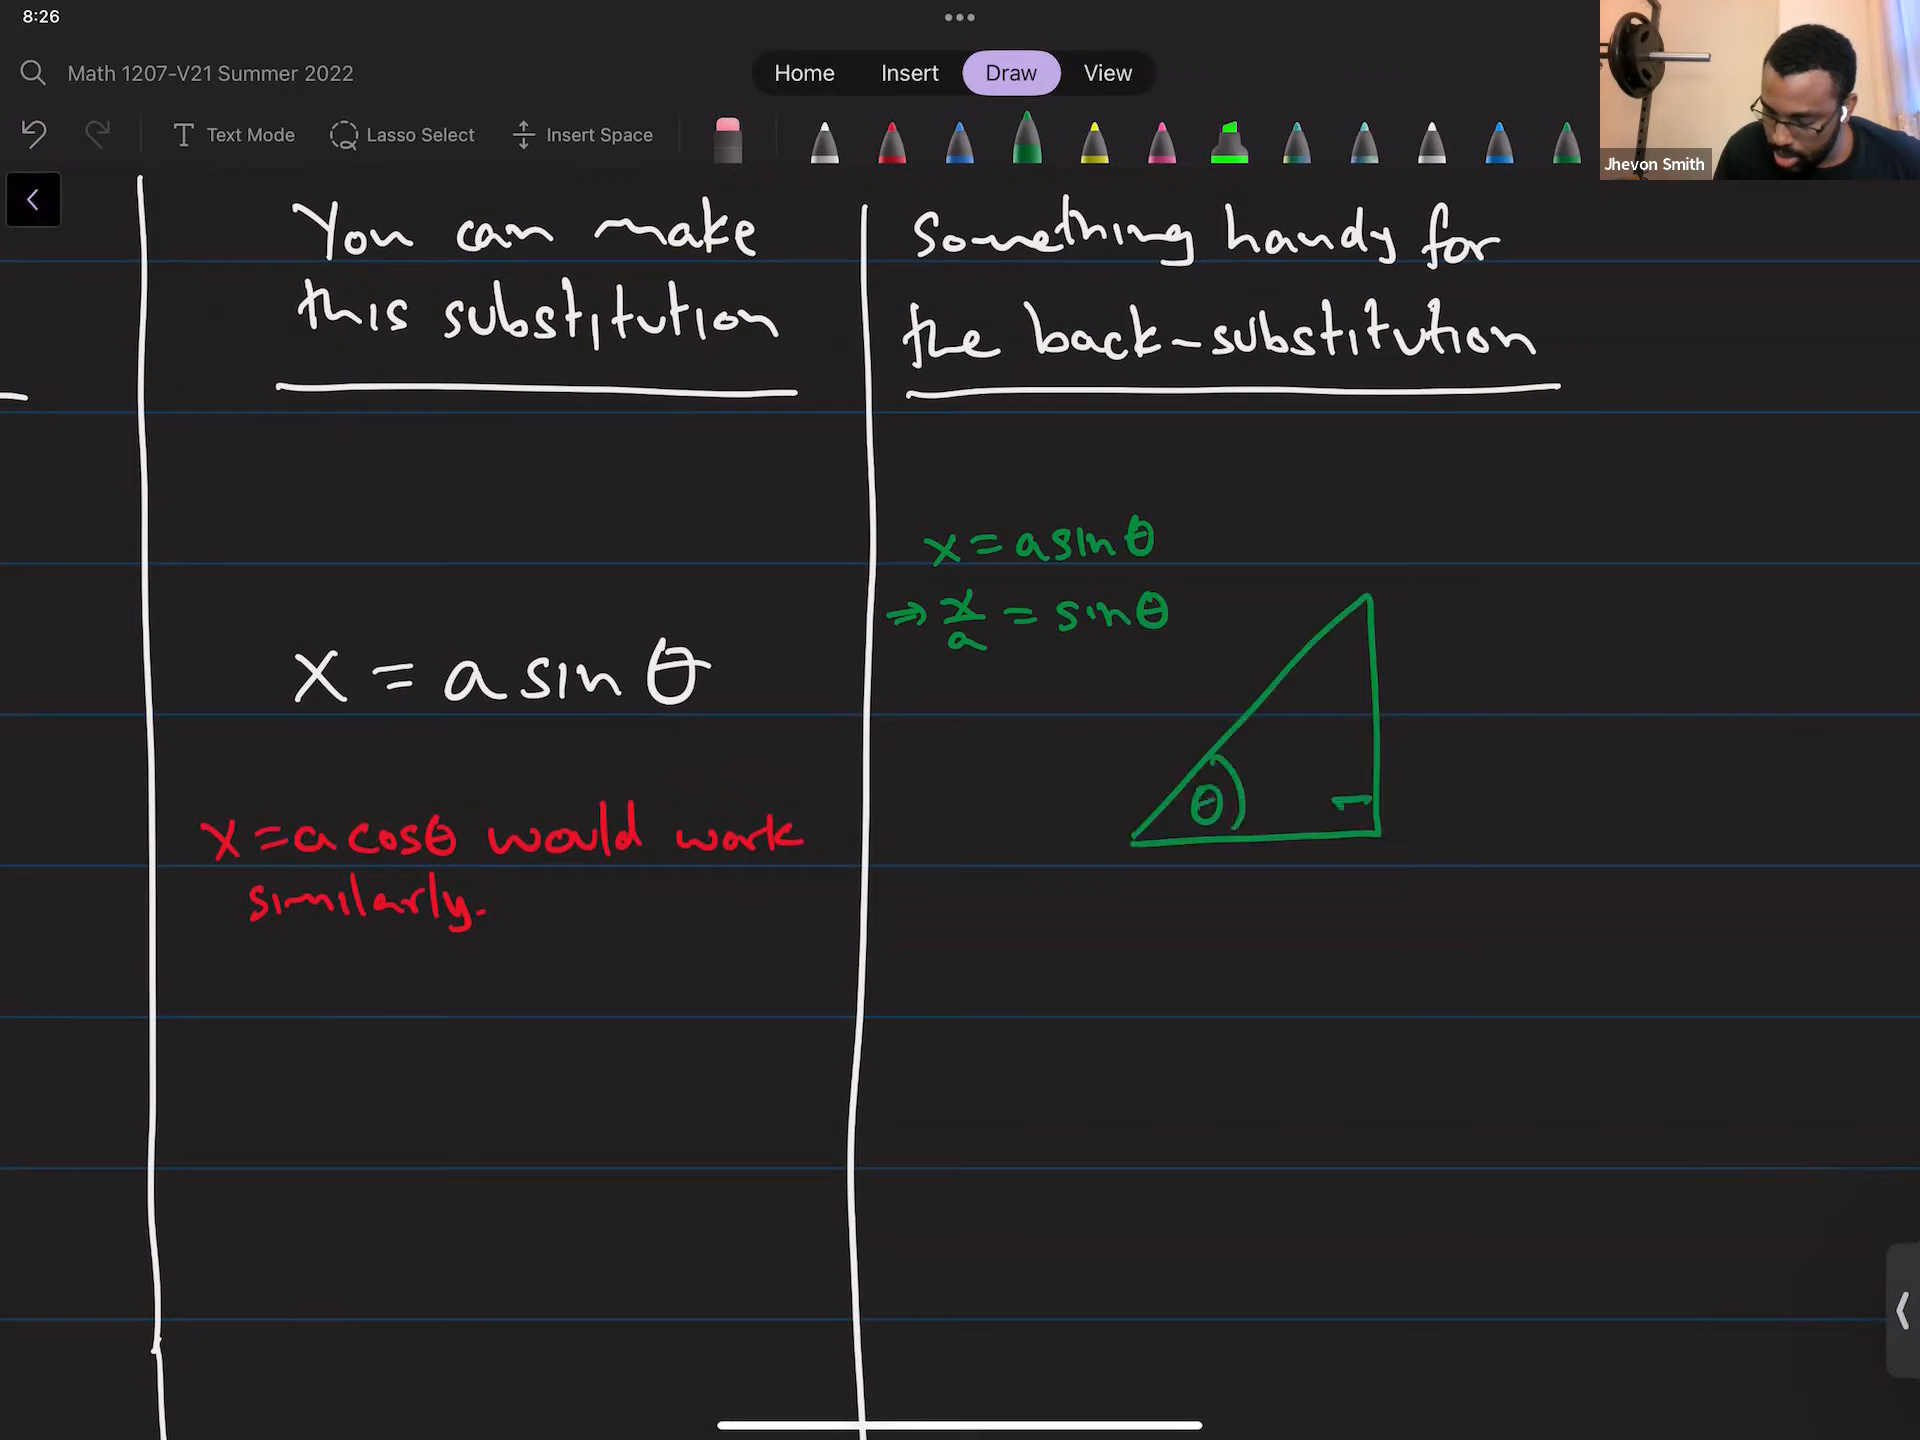 8:26
Math 1207-V21 Summer 2022
Home Insert Draw View
Text Mode Lasso Select Insert Space
Jhevon Smith
You can make
this substitution
Something handy for
the back-substitution
x = a sin θ
x = a cos θ would work
similarly.
x = a sin θ
⇒ x/a = sin θ
θ